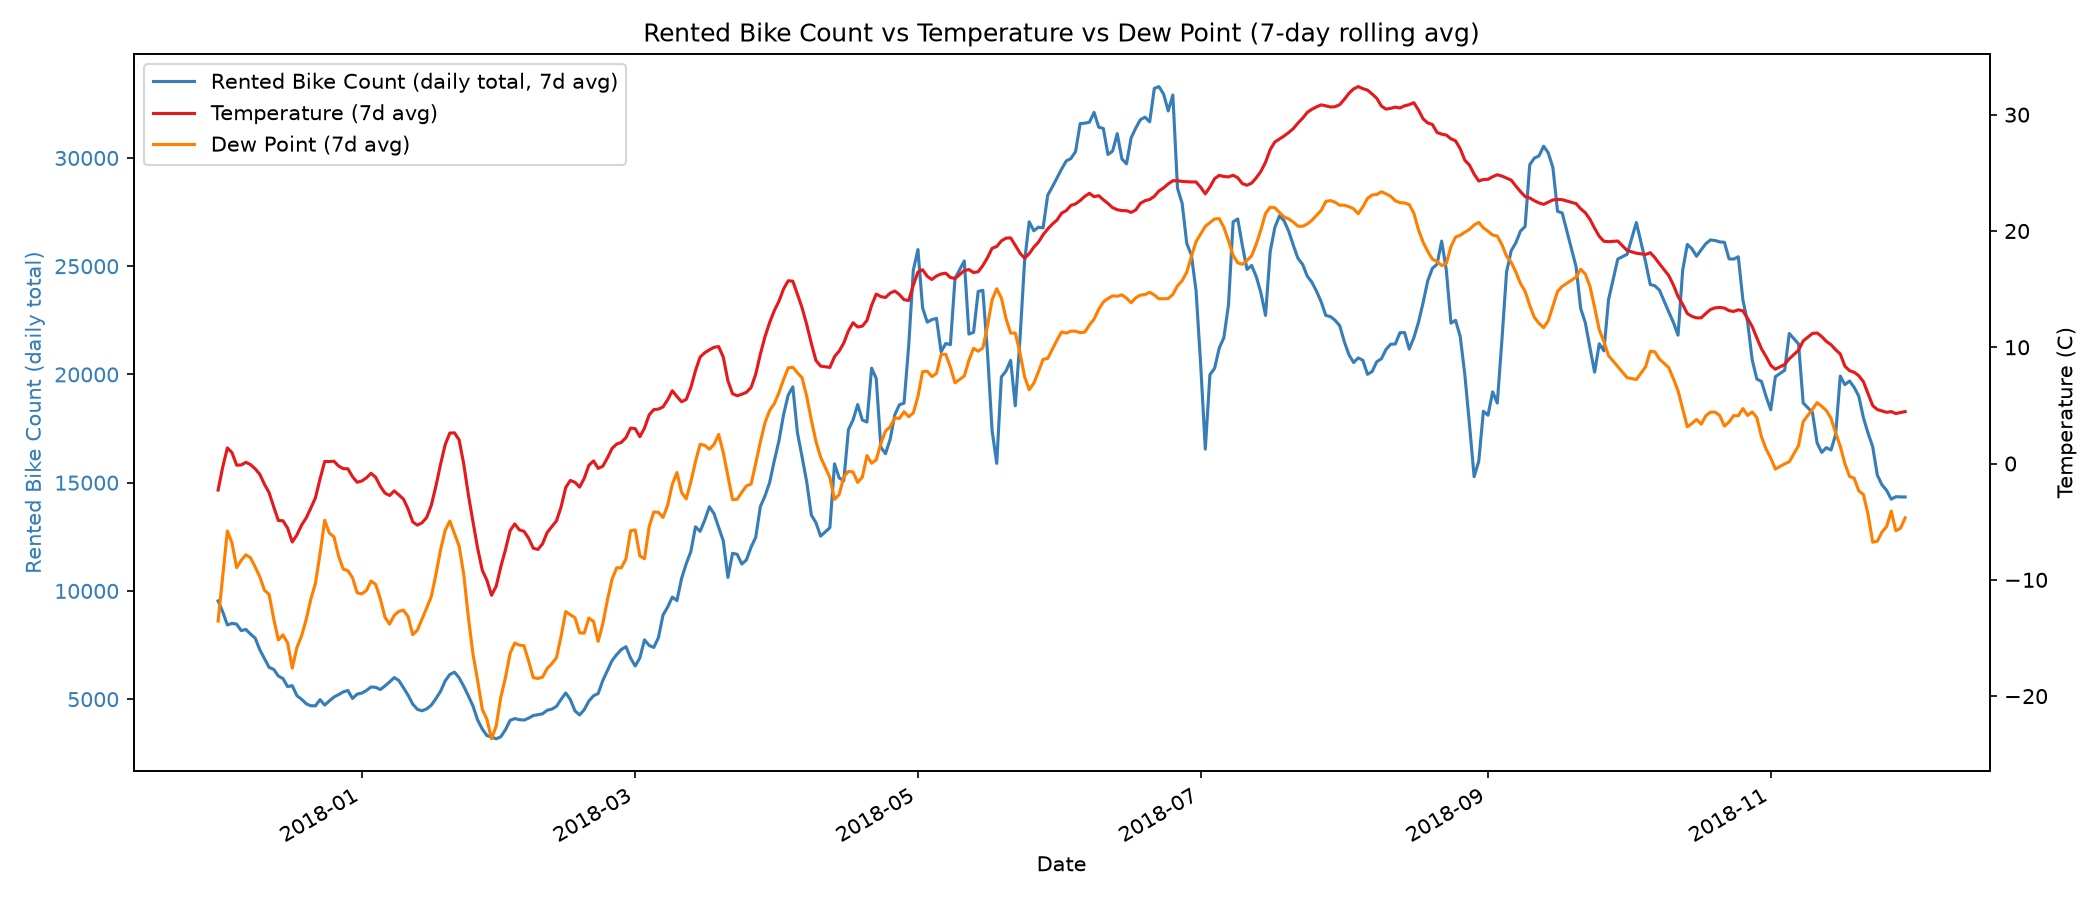 Rented Bike Count vs Temperature vs Dew Point (7-day rolling avg)
Rented Bike Count (daily total, 7d avg)
Temperature (7d avg)
Dew Point (7d avg)
Rented Bike Count (daily total)
30000
25000
20000
15000
10000
5000
Temperature (C)
30
20
10
0
−10
−20
2018-01
2018-03
2018-05
2018-07
2018-09
2018-11
Date